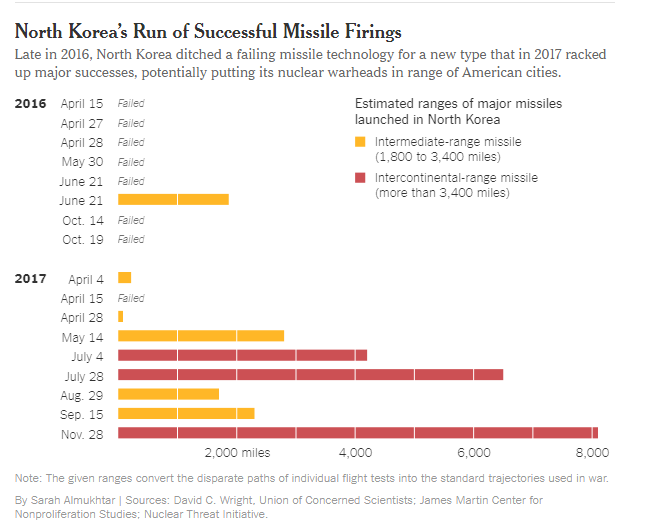 North Korea's Run of Successful Missile Firings
Late in 2016, North Korea ditched a failing missile technology for a new type that in 2017 racked
up major successes, potentially putting its nuclear warheads in range of American cities.
2016 April 15 Failed
April 27 Failed
April 28 Failed
May 30 Failed
June 21 Failed
June 21
Oct. 14 Failed
Oct. 19 Failed
Estimated ranges of major missiles
launched in North Korea
Intermediate-range missile
(1,800 to 3,400 miles)
Intercontinental-range missile
(more than 3,400 miles)
2017 April 4
April 15 Failed
April 28
May 14
July 4
July 28
Aug. 29
Sep. 15
Nov. 28
2,000 miles 4,000 6,000 8,000
Note: The given ranges convert the disparate paths of individual flight tests into the standard trajectories used in war.
By Sarah Almukhtar | Sources: David C. Wright, Union of Concerned Scientists; James Martin Center for
Nonproliferation Studies; Nuclear Threat Initiative.